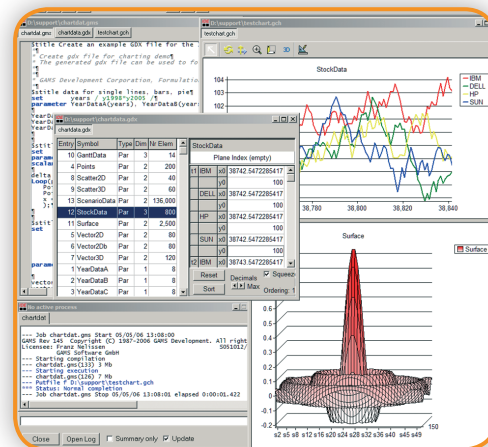 D:\support\chartdat.gms
chartdat.gms chartdat.gdx testchart.gch
$title Create an example GDX file for the
* Create gdx file for charting demo
* The generated gdx file can be used to fo
* GAMS Development Corporation, Formulatio
$title data for single lines, bars, pie
set years / y1998*y2005 /
parameter YearDataA(years), YearDataB(years
D:\support\testchart.gch
testchart.gch
StockData
104
103
102
IBM
DELL
HP
SUN
38.780 38.800 38.820 38.840
D:\support\chartdat.gdx
chartdat.gdx
Entry Symbol Type Dim Nr Elem
10 GanttData Par 3 14
4 Points Par 2 200
8 Scatter2D Par 2 40
9 Scatter3D Par 2 60
13 ScenarioData Par 2 136,000
12 StockData Par 3 800
11 Surface Par 2 2,500
5 Vector2D Par 2 80
6 Vector2Db Par 2 80
7 Vector3D Par 2 120
1 YearDataA Par 1 8
2 YearDataB Par 1 8
3 YearDataC Par 1 8
StockData
Plane Index (empty)
t1 IBM x0 38742.5472285417
y0 100
DELL x0 38742.5472285417
y0 100
HP x0 38742.5472285417
y0 100
SUN x0 38742.5472285417
y0 100
t2 IBM x0 38742.5472285417
Reset Decimals Squeez
Sort Max Ordering: 1
Surface
Surface
0.6
0.5
0.4
0.3
0.2
0.1
0
-0.1
-0.2
s2 s5 s8 s12 s16 s20 s24 s28 s32 s36 s40 s45 s49
150
No active process
chartdat
--- Job chartdat.gms Start 05/05/06 13:08:00
GAMS Rev 145 Copyright (C) 1987-2006 GAMS Development. All right
Licensee: Franz Nelissen
GAMS Software GmbH
--- Starting compilation
--- chartdat.gms(133) 3 Mb
--- Starting execution
--- chartdat.gms(126) 7 Mb
--- Putfile f D:\support\testchart.gch
*** Status: Normal completion
--- Job chartdat.gms Stop 05/05/06 13:08:01 elapsed 0:00:01.422
Close Open Log Summary only Update